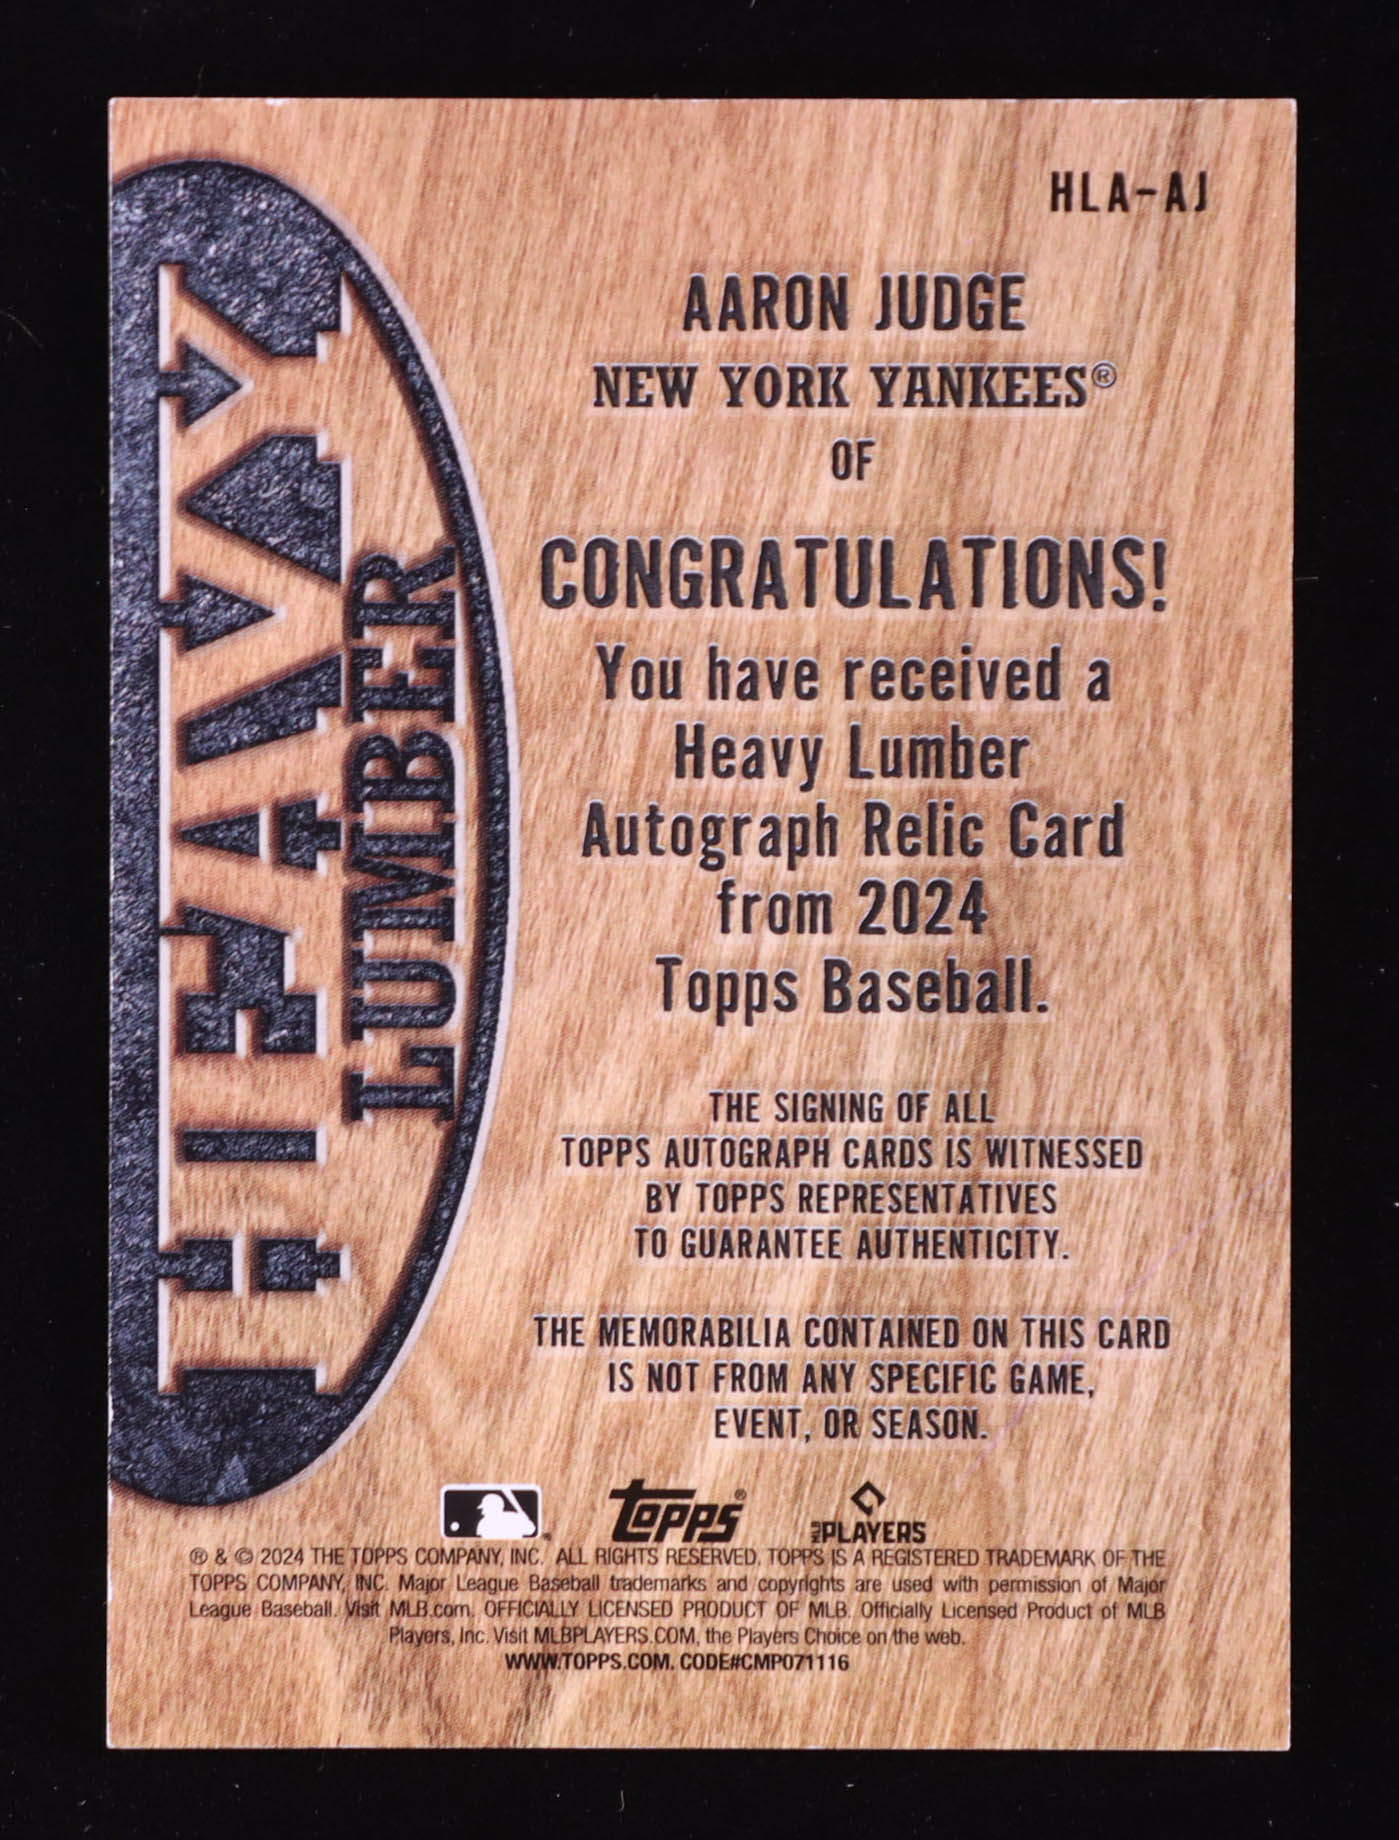 HLA-AJ
AARON JUDGE
NEW YORK YANKEES®
OF
CONGRATULATIONS!
You have received a
Heavy Lumber
Autograph Relic Card
from 2024
Topps Baseball.
THE SIGNING OF ALL
TOPPS AUTOGRAPH CARDS IS WITNESSED
BY TOPPS REPRESENTATIVES
TO GUARANTEE AUTHENTICITY.
THE MEMORABILIA CONTAINED ON THIS CARD
IS NOT FROM ANY SPECIFIC GAME,
EVENT, OR SEASON.
HEAVY
LUMBER
topps®
MLB PLAYERS
® & © 2024 THE TOPPS COMPANY, INC. ALL RIGHTS RESERVED. TOPPS IS A REGISTERED TRADEMARK OF THE
TOPPS COMPANY, INC. Major League Baseball trademarks and copyrights are used with permission of Major
League Baseball. Visit MLB.com. OFFICIALLY LICENSED PRODUCT OF MLB. Officially Licensed Product of MLB
Players, Inc. Visit MLBPLAYERS.COM, the Players Choice on the web.
WWW.TOPPS.COM. CODE#CMP071116